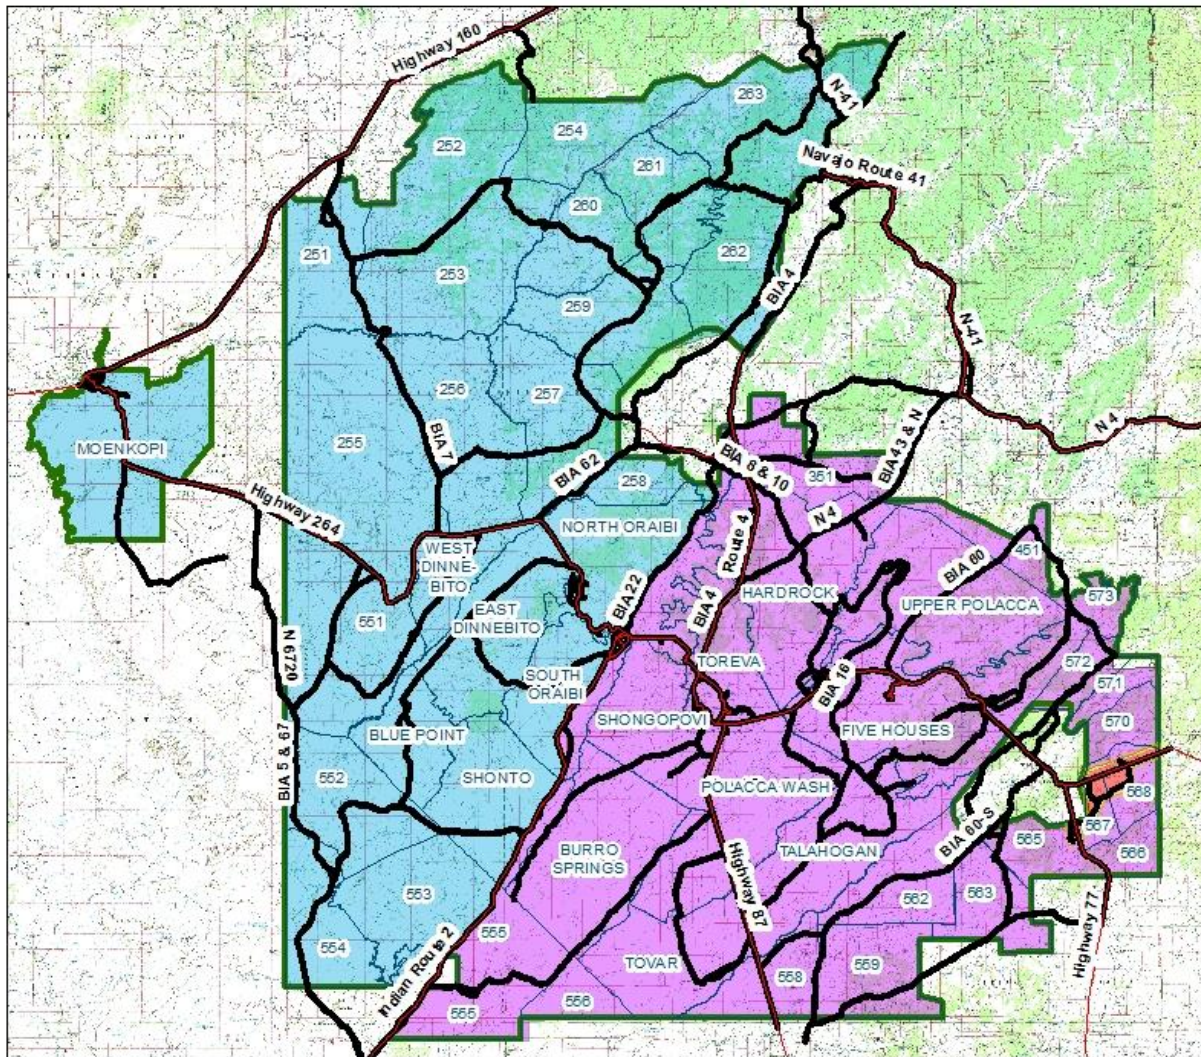 Highway 160
N-41
263
254
252
261
Navajo Route 41
260
251
262
253
BIA 4
259
N-41
256
257
MOENKOPI
255
BIA 7
N 4
BIA 43 & N
BIA 62
BIA 8 & 10
351
258
Highway 264
NORTH ORAIBI
N 4
WEST
DINNE-
BITO
Route 4
451
BIA 60
BIA 22
HARDROCK
573
EAST
DINNEBITO
BIA 4
UPPER POLACCA
551
N 6720
TOREVA
572
SOUTH
ORAIBI
BIA 16
571
SHONGOPOVI
570
BLUE POINT
FIVE HOUSES
BIA 5 & 67
552
SHONTO
POLACCA WASH
568
567
BIA 60-S
565
BURRO
SPRINGS
TALAHOGAN
566
Highway 87
553
562
563
Highway 77
555
554
Indian Route 2
TOVAR
558
559
556
555